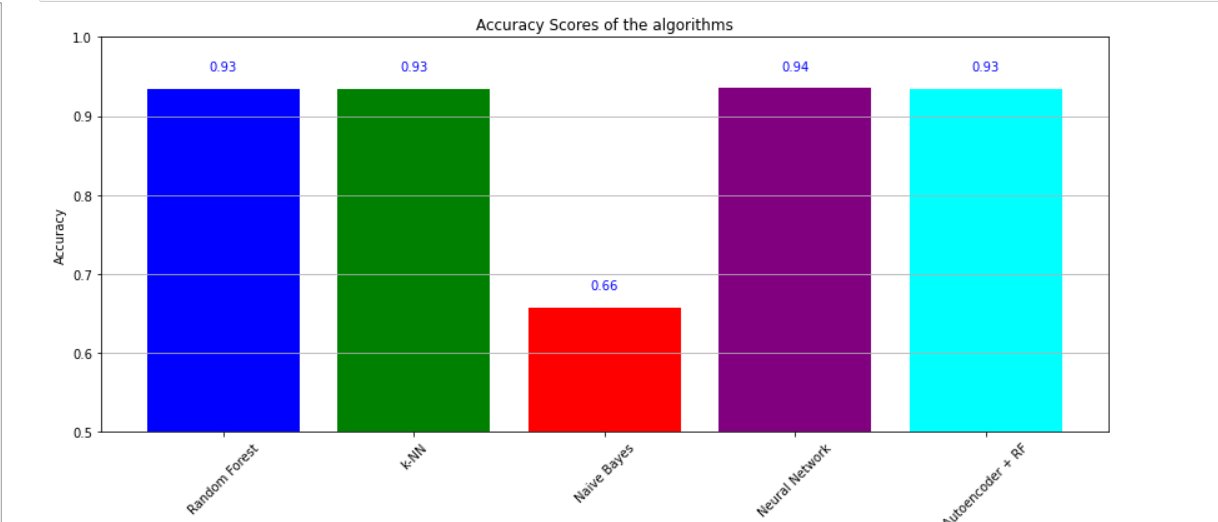 Accuracy Scores of the algorithms
1.0
0.9
0.8
0.7
0.6
0.5
Accuracy
0.93
0.93
0.66
0.94
0.93
Random Forest
k-NN
Naive Bayes
Neural Network
Autoencoder + RF